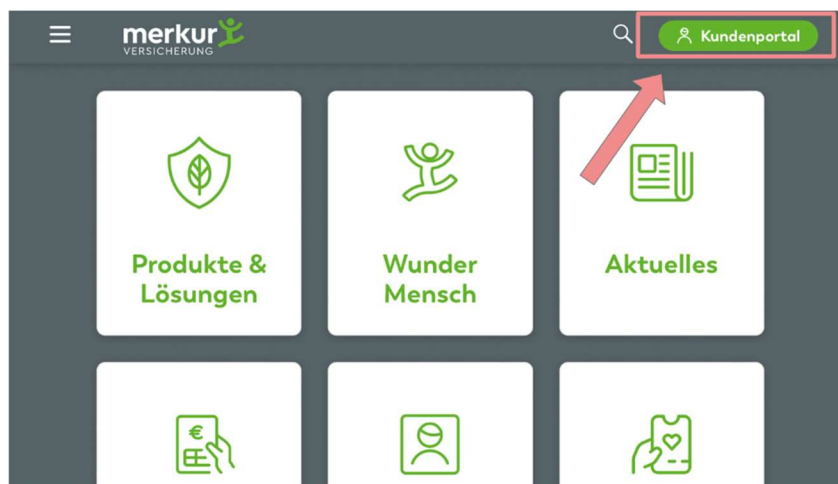 merkur
VERSICHERUNG
Kundenportal
Produkte &
Lösungen
Wunder
Mensch
Aktuelles
€